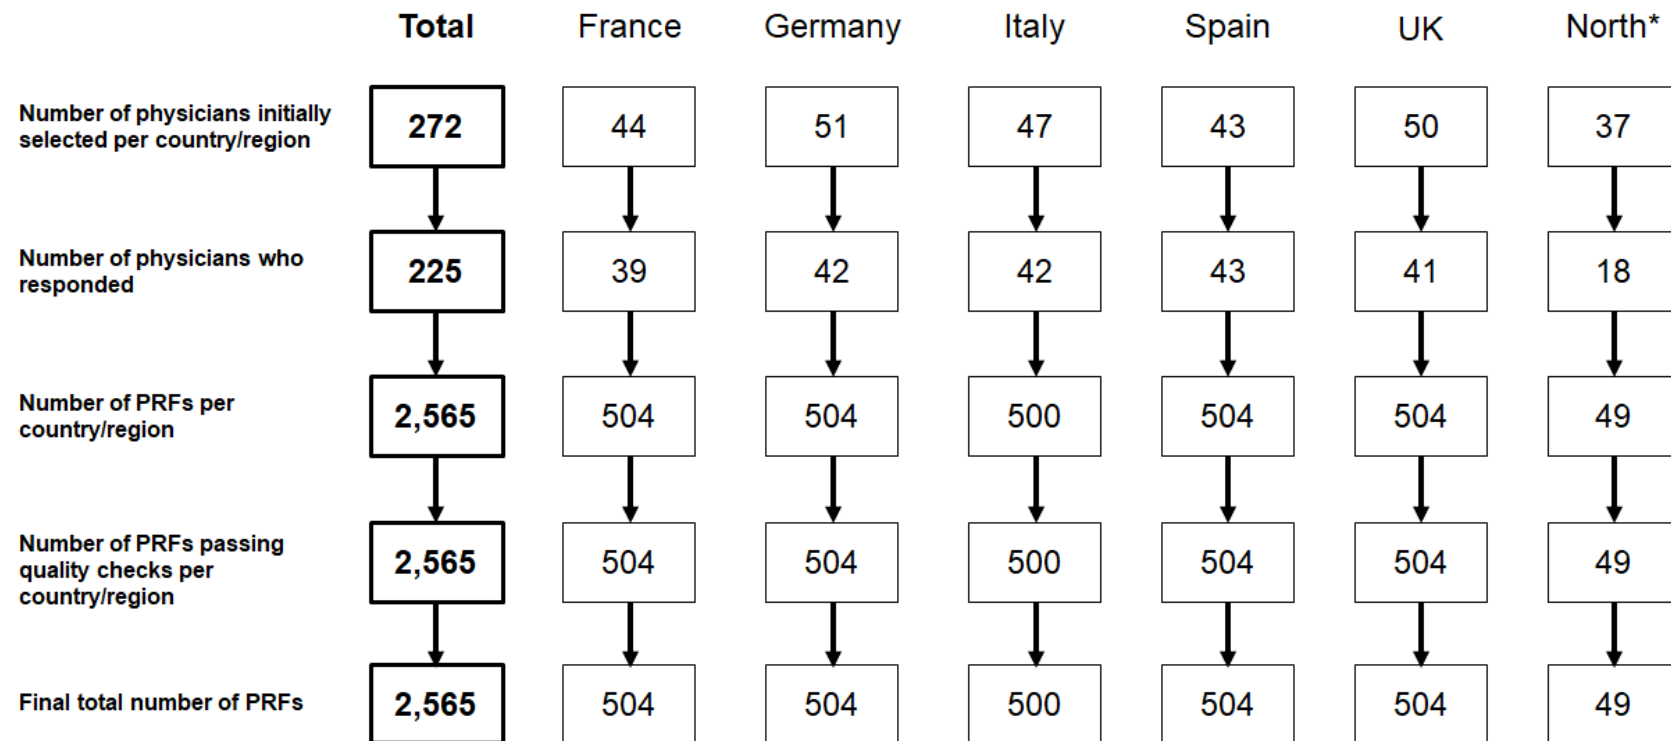 Total France Germany Italy Spain UK North*
Number of physicians initially
selected per country/region
272 44 51 47 43 50 37
Number of physicians who
responded
225 39 42 42 43 41 18
Number of PRFs per
country/region
2,565 504 504 500 504 504 49
Number of PRFs passing
quality checks per
country/region
2,565 504 504 500 504 504 49
Final total number of PRFs
2,565 504 504 500 504 504 49